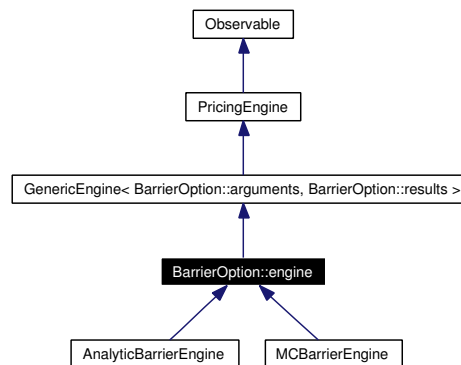 Observable
PricingEngine
GenericEngine< BarrierOption::arguments, BarrierOption::results >
BarrierOption::engine
AnalyticBarrierEngine
MCBarrierEngine